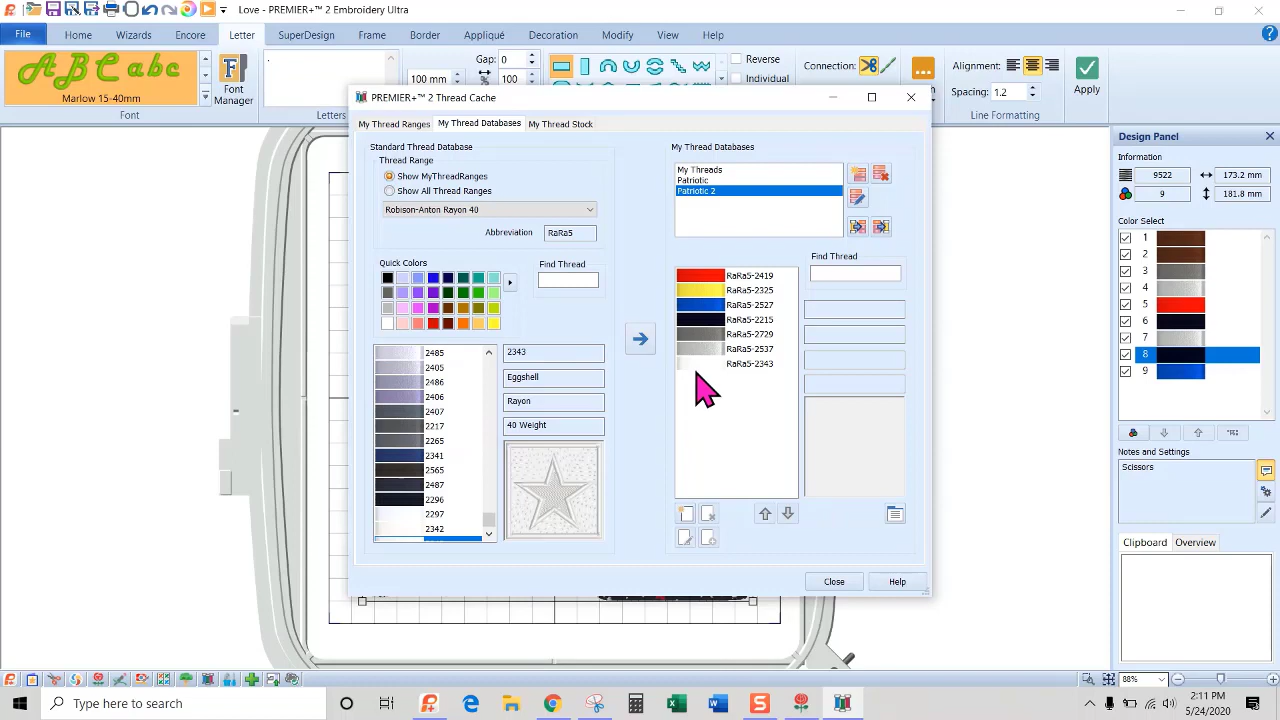 Love - PREMIER+™ 2 Embroidery Ultra
File Home Wizards Encore Letter SuperDesign Frame Border Appliqué Decoration Modify View Help
ABCabc
Marlow 15-40mm
Font
Font Manager
Letters
Gap: 0
100 mm
100
Reverse
Individual
Connection:
Alignment:
Spacing: 1.2
Line Formatting
Apply
PREMIER+™ 2 Thread Cache
My Thread Ranges My Thread Databases My Thread Stock
Standard Thread Database
Thread Range
Show MyThreadRanges
Show All Thread Ranges
Robison-Anton Rayon 40
Abbreviation RaRa5
Quick Colors
Find Thread
2485
2405
2486
2406
2407
2217
2265
2341
2565
2487
2296
2297
2342
2343
Eggshell
Rayon
40 Weight
My Thread Databases
My Threads
Patriotic
Patriotic 2
Find Thread
RaRa5-2419
RaRa5-2325
RaRa5-2527
RaRa5-2215
RaRa5-2729
RaRa5-2537
RaRa5-2343
Close Help
Design Panel
Information
9522 173.2 mm
9 181.8 mm
Color Select
1
2
3
4
5
6
7
8
9
Notes and Settings
Scissors
Clipboard Overview
88%
Type here to search
2:11 PM
5/24/2020